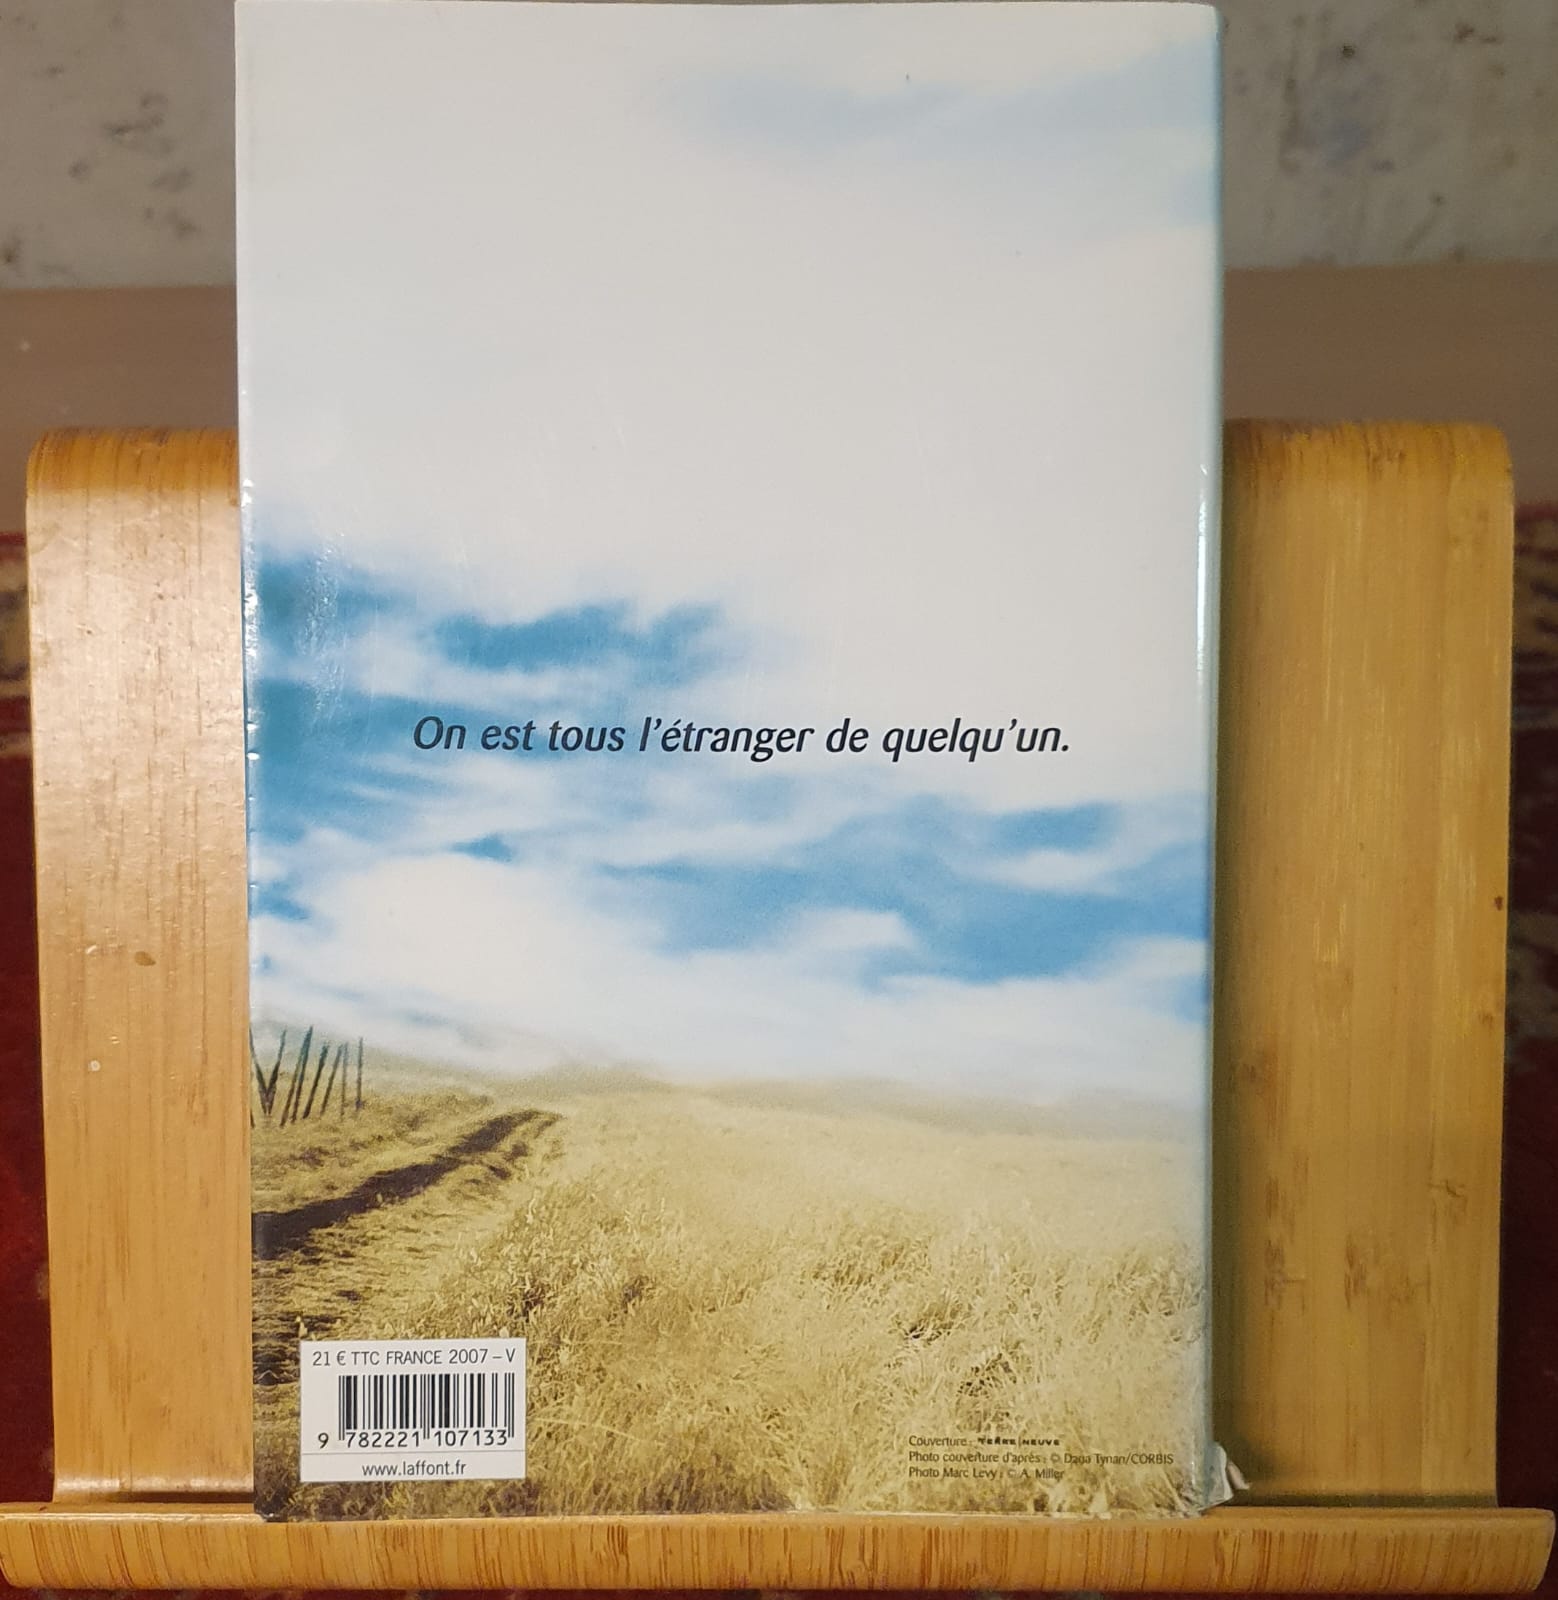 On est tous l'étranger de quelqu'un.
21 € TTC FRANCE 2007 – V
9 782221 107133
www.laffont.fr
Couverture : TERRE NEUVE
Photo couverture d'après : © Dana Tynan/CORBIS
Photo Marc Levy : © A. Miller